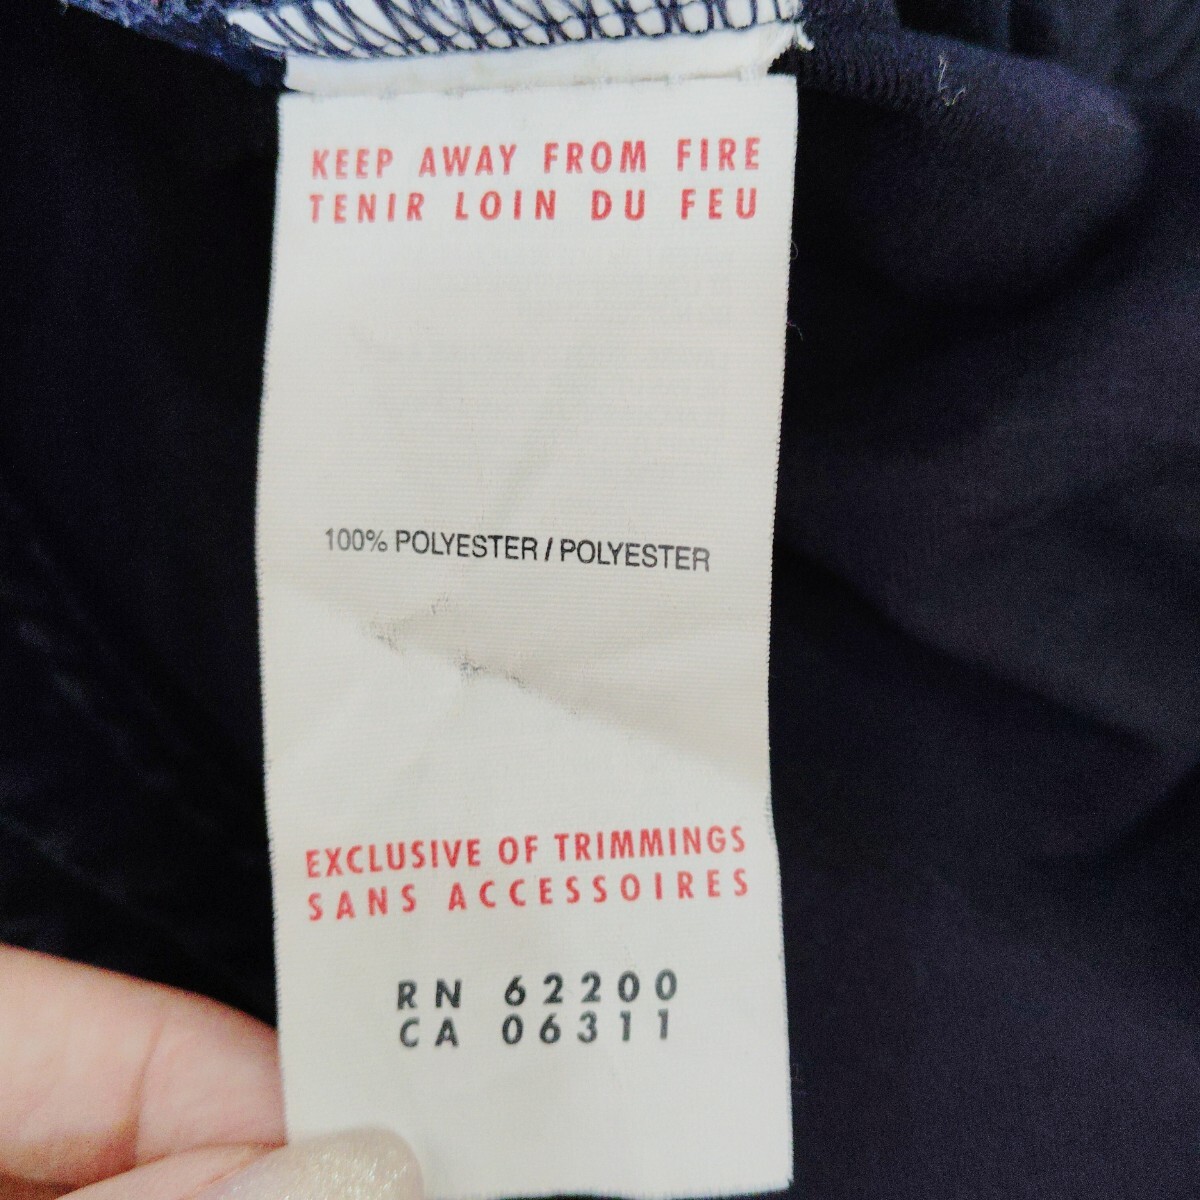 KEEP AWAY FROM FIRE
TENIR LOIN DU FEU
100% POLYESTER / POLYESTER
EXCLUSIVE OF TRIMMINGS
SANS ACCESSOIRES
RN 62200
CA 06311